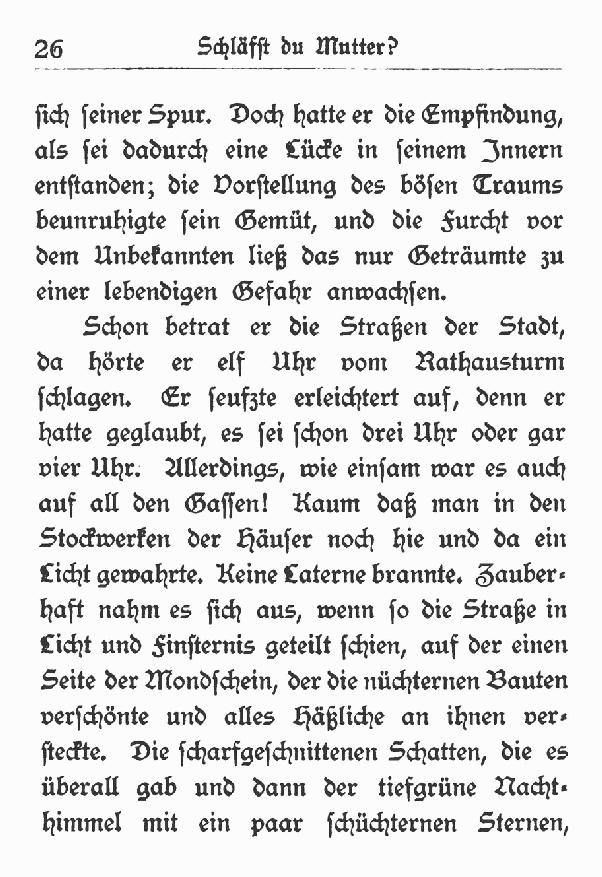 26 Schläfst du Mutter?
sich seiner Spur. Doch hatte er die Empfindung,
als sei dadurch eine Lücke in seinem Innern
entstanden; die Vorstellung des bösen Traums
beunruhigte sein Gemüt, und die Furcht vor
dem Unbekannten ließ das nur Geträumte zu
einer lebendigen Gefahr anwachsen.
Schon betrat er die Straßen der Stadt,
da hörte er elf Uhr vom Rathausturm
schlagen. Er seufzte erleichtert auf, denn er
hatte geglaubt, es sei schon drei Uhr oder gar
vier Uhr. Allerdings, wie einsam war es auch
auf all den Gassen! Kaum daß man in den
Stockwerken der Häuser noch hie und da ein
Licht gewahrte. Keine Laterne brannte. Zauber-
haft nahm es sich aus, wenn so die Straße in
Licht und Finsternis geteilt schien, auf der einen
Seite der Mondschein, der die nüchternen Bauten
verschönte und alles Häßliche an ihnen ver-
steckte. Die scharfgeschnittenen Schatten, die es
überall gab und dann der tiefgrüne Nacht-
himmel mit ein paar schüchternen Sternen,